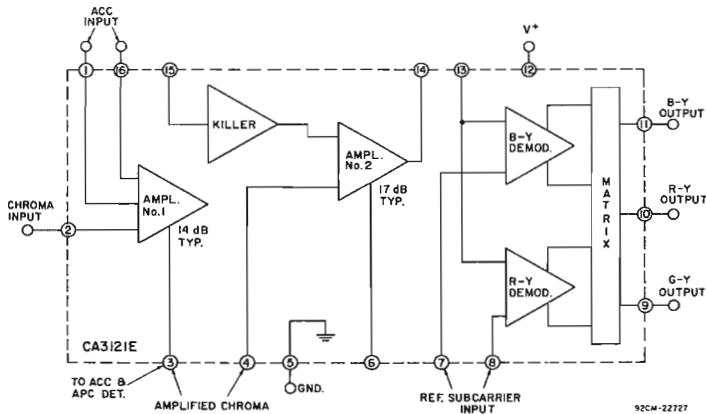 ACC
INPUT
V+
1
16
15
14
13
12
KILLER
AMPL.
No.2
17 dB
TYP.
B-Y
DEMOD.
MATRIX
B-Y
OUTPUT
11
AMPL.
No.1
14 dB
TYP.
CHROMA
INPUT
2
R-Y
OUTPUT
10
R-Y
DEMOD.
G-Y
OUTPUT
9
CA3121E
3
4
5
6
7
8
TO ACC &
APC DET.
AMPLIFIED CHROMA
GND.
REF. SUBCARRIER
INPUT
92CM-22727